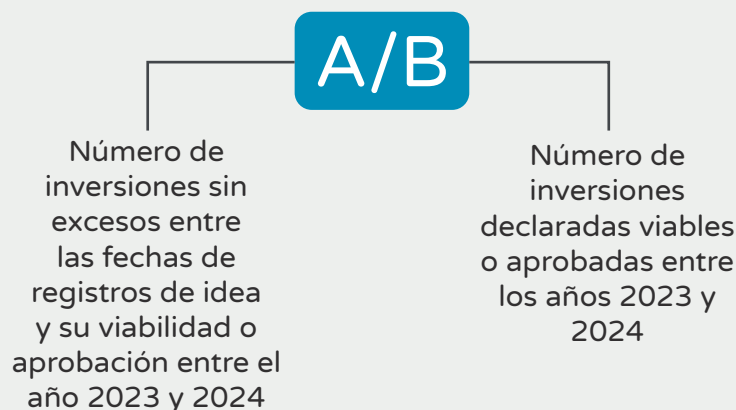 A/B
Número de
inversiones sin
excesos entre
las fechas de
registros de idea
y su viabilidad o
aprobación entre el
año 2023 y 2024
Número de
inversiones
declaradas viables
o aprobadas entre
los años 2023 y
2024